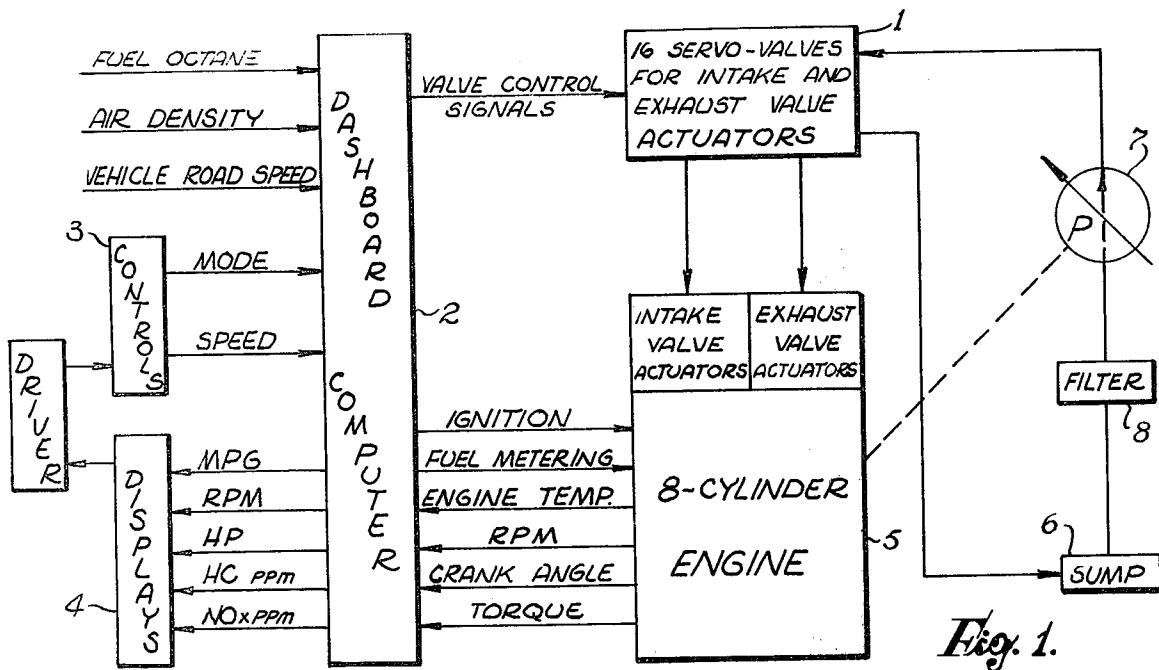 FUEL OCTANE
AIR DENSITY
VEHICLE ROAD SPEED
3
CONTROLS
MODE
SPEED
DRIVER
DISPLAYS
4
MPG
RPM
HP
HC PPM
NOX PPM
DASHBOARD COMPUTER
2
VALVE CONTROL
SIGNALS
1
16 SERVO-VALVES
FOR INTAKE AND
EXHAUST VALVE
ACTUATORS
INTAKE
VALVE
ACTUATORS
EXHAUST
VALVE
ACTUATORS
IGNITION
FUEL METERING
ENGINE TEMP.
RPM
CRANK ANGLE
TORQUE
8-CYLINDER
ENGINE
5
7
P
FILTER
8
6
SUMP
Fig. 1.